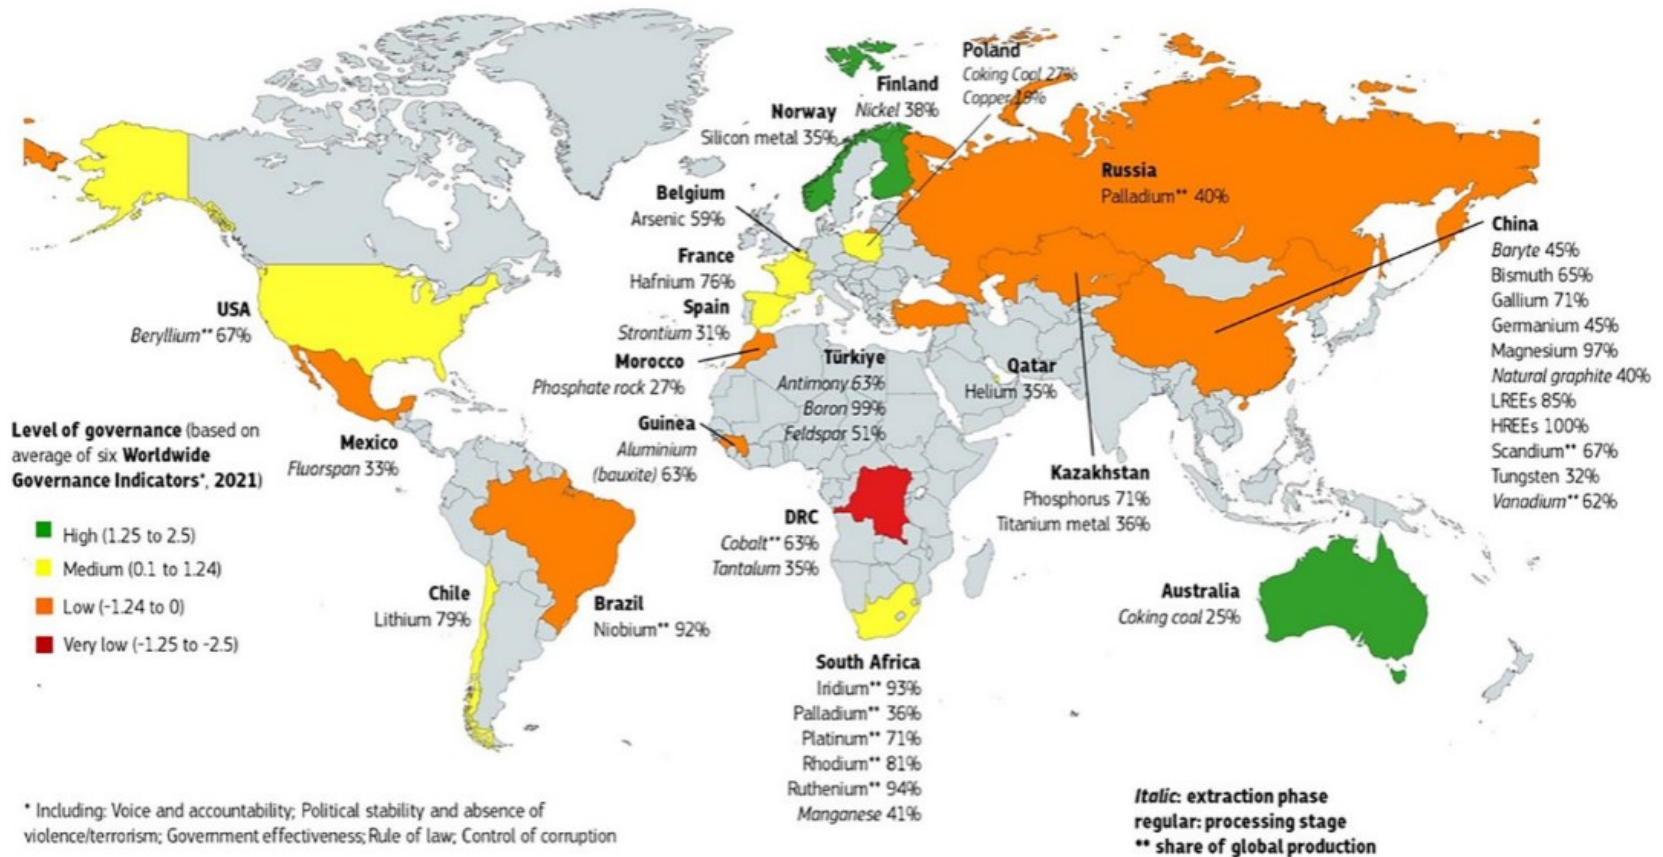 Poland
Coking Coal 27%
Copper 19%
Finland
Nickel 38%
Norway
Silicon metal 35%
Belgium
Arsenic 59%
France
Hafnium 76%
Spain
Strontium 31%
Morocco
Phosphate rock 27%
Türkiye
Antimony 63%
Boron 99%
Feldspar 51%
Qatar
Helium 35%
Russia
Palladium** 40%
China
Baryte 45%
Bismuth 65%
Gallium 71%
Germanium 45%
Magnesium 97%
Natural graphite 40%
LREEs 85%
HREEs 100%
Scandium** 67%
Tungsten 32%
Vanadium** 62%
USA
Beryllium** 67%
Mexico
Fluorspan 33%
Guinea
Aluminium
(bauxite) 63%
Kazakhstan
Phosphorus 71%
Titanium metal 36%
DRC
Cobalt** 63%
Tantalum 35%
Chile
Lithium 79%
Brazil
Niobium** 92%
Australia
Coking coal 25%
South Africa
Iridium** 93%
Palladium** 36%
Platinum** 71%
Rhodium** 81%
Ruthenium** 94%
Manganese 41%
Level of governance (based on
average of six Worldwide
Governance Indicators*, 2021)
High (1.25 to 2.5)
Medium (0.1 to 1.24)
Low (-1.24 to 0)
Very low (-1.25 to -2.5)
* Including: Voice and accountability; Political stability and absence of
violence/terrorism; Government effectiveness; Rule of law; Control of corruption
Italic: extraction phase
regular: processing stage
** share of global production